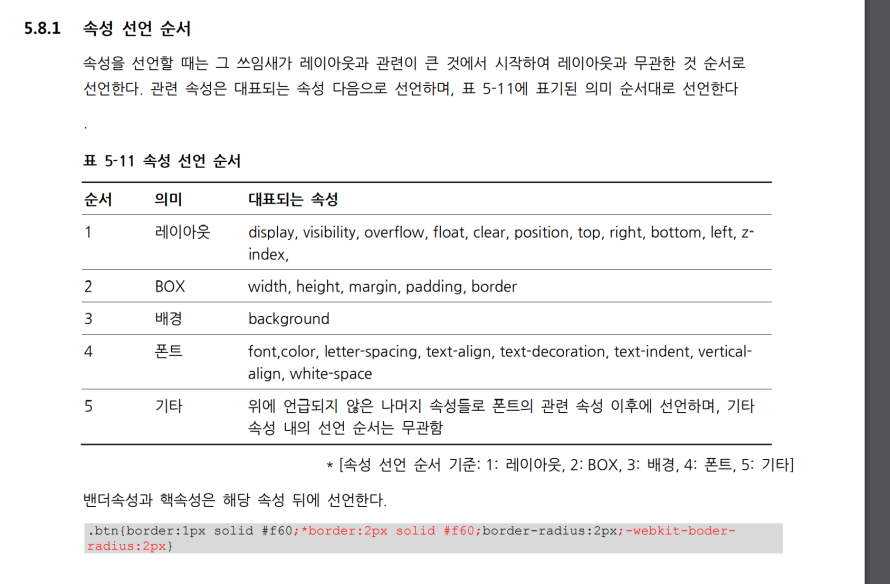 5.8.1 속성 선언 순서
속성을 선언할 때는 그 쓰임새가 레이아웃과 관련이 큰 것에서 시작하여 레이아웃과 무관한 것 순서로
선언한다. 관련 속성은 대표되는 속성 다음으로 선언하며, 표 5-11에 표기된 의미 순서대로 선언한다
.
표 5-11 속성 선언 순서
순서 의미 대표되는 속성
1 레이아웃 display, visibility, overflow, float, clear, position, top, right, bottom, left, z-
index,
2 BOX width, height, margin, padding, border
3 배경 background
4 폰트 font,color, letter-spacing, text-align, text-decoration, text-indent, vertical-
align, white-space
5 기타 위에 언급되지 않은 나머지 속성들로 폰트의 관련 속성 이후에 선언하며, 기타
속성 내의 선언 순서는 무관함
* [속성 선언 순서 기준: 1: 레이아웃, 2: BOX, 3: 배경, 4: 폰트, 5: 기타]
밴더속성과 핵속성은 해당 속성 뒤에 선언한다.
.btn{border:1px solid #f60;*border:2px solid #f60;border-radius:2px;-webkit-boder-
radius:2px}